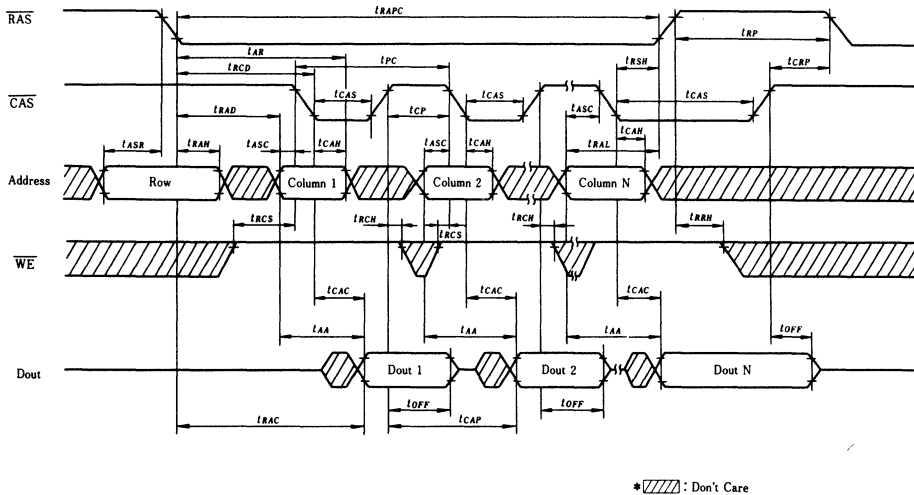 tRAPC
RAS
tRP
tAR
tPC
tRCD
tRSH
tCRP
CAS
tCAS
tCAS
tASC
tCAS
tRAD
tCP
tCAH
tASR
tRAH
tASC
tCAH
tASC
tCAH
tRAL
Address
Row
Column 1
Column 2
Column N
tRCS
tRCH
tRCS
tRCH
tRRH
WE
tCAC
tCAC
tCAC
tAA
tAA
tAA
tOFF
Dout
Dout 1
Dout 2
Dout N
tOFF
tOFF
tRAC
tCAP
* : Don't Care